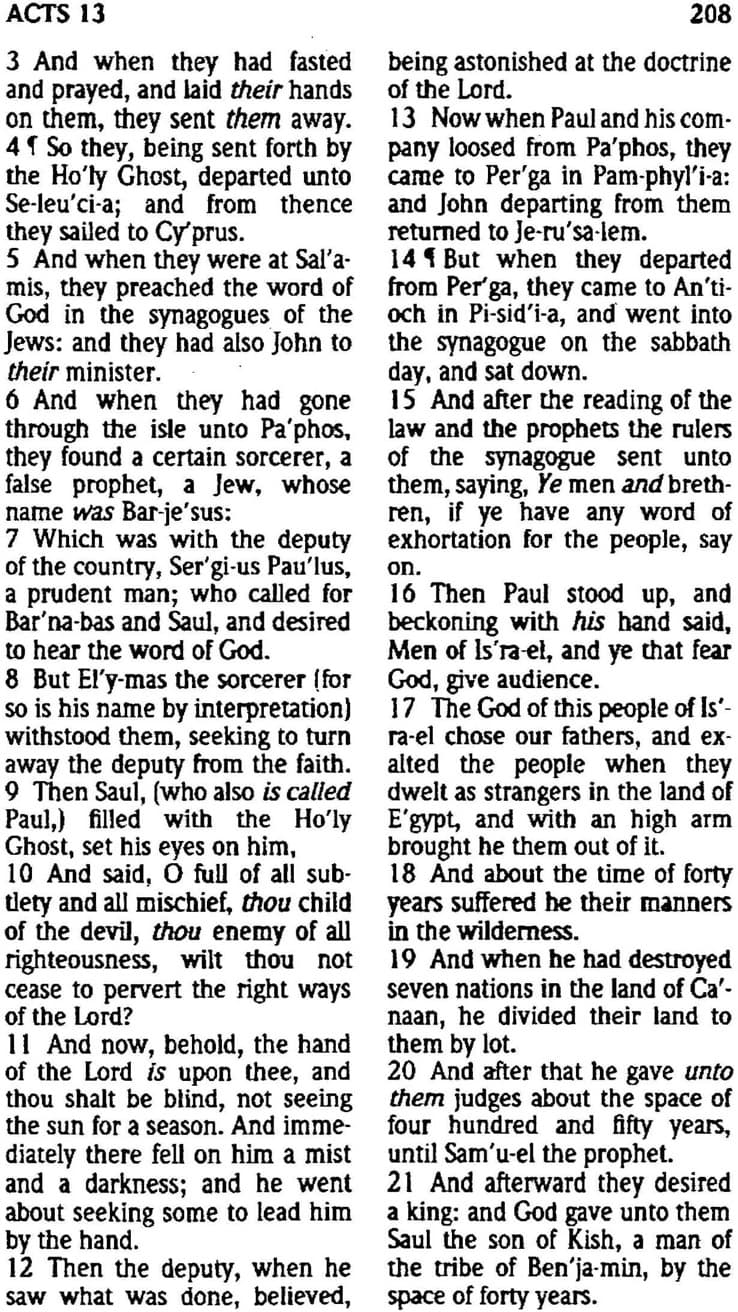 ACTS 13
208
3 And when they had fasted
and prayed, and laid their hands
on them, they sent them away.
4 ¶ So they, being sent forth by
the Ho'ly Ghost, departed unto
Se-leu'ci-a; and from thence
they sailed to Cy'prus.
5 And when they were at Sal'a-
mis, they preached the word of
God in the synagogues of the
Jews: and they had also John to
their minister.
6 And when they had gone
through the isle unto Pa'phos,
they found a certain sorcerer, a
false prophet, a Jew, whose
name was Bar-je'sus:
7 Which was with the deputy
of the country, Ser'gi-us Pau'lus,
a prudent man; who called for
Bar'na-bas and Saul, and desired
to hear the word of God.
8 But El'y-mas the sorcerer (for
so is his name by interpretation)
withstood them, seeking to turn
away the deputy from the faith.
9 Then Saul, (who also is called
Paul,) filled with the Ho'ly
Ghost, set his eyes on him,
10 And said, O full of all sub-
tlety and all mischief, thou child
of the devil, thou enemy of all
righteousness, wilt thou not
cease to pervert the right ways
of the Lord?
11 And now, behold, the hand
of the Lord is upon thee, and
thou shalt be blind, not seeing
the sun for a season. And imme-
diately there fell on him a mist
and a darkness; and he went
about seeking some to lead him
by the hand.
12 Then the deputy, when he
saw what was done, believed,
being astonished at the doctrine
of the Lord.
13 Now when Paul and his com-
pany loosed from Pa'phos, they
came to Per'ga in Pam-phyl'i-a:
and John departing from them
returned to Je-ru'sa-lem.
14 ¶ But when they departed
from Per'ga, they came to An'ti-
och in Pi-sid'i-a, and went into
the synagogue on the sabbath
day, and sat down.
15 And after the reading of the
law and the prophets the rulers
of the synagogue sent unto
them, saying, Ye men and breth-
ren, if ye have any word of
exhortation for the people, say
on.
16 Then Paul stood up, and
beckoning with his hand said,
Men of Is'ra-el, and ye that fear
God, give audience.
17 The God of this people of Is'-
ra-el chose our fathers, and ex-
alted the people when they
dwelt as strangers in the land of
E'gypt, and with an high arm
brought he them out of it.
18 And about the time of forty
years suffered he their manners
in the wilderness.
19 And when he had destroyed
seven nations in the land of Ca'-
naan, he divided their land to
them by lot.
20 And after that he gave unto
them judges about the space of
four hundred and fifty years,
until Sam'u-el the prophet.
21 And afterward they desired
a king: and God gave unto them
Saul the son of Kish, a man of
the tribe of Ben'ja-min, by the
space of forty years.